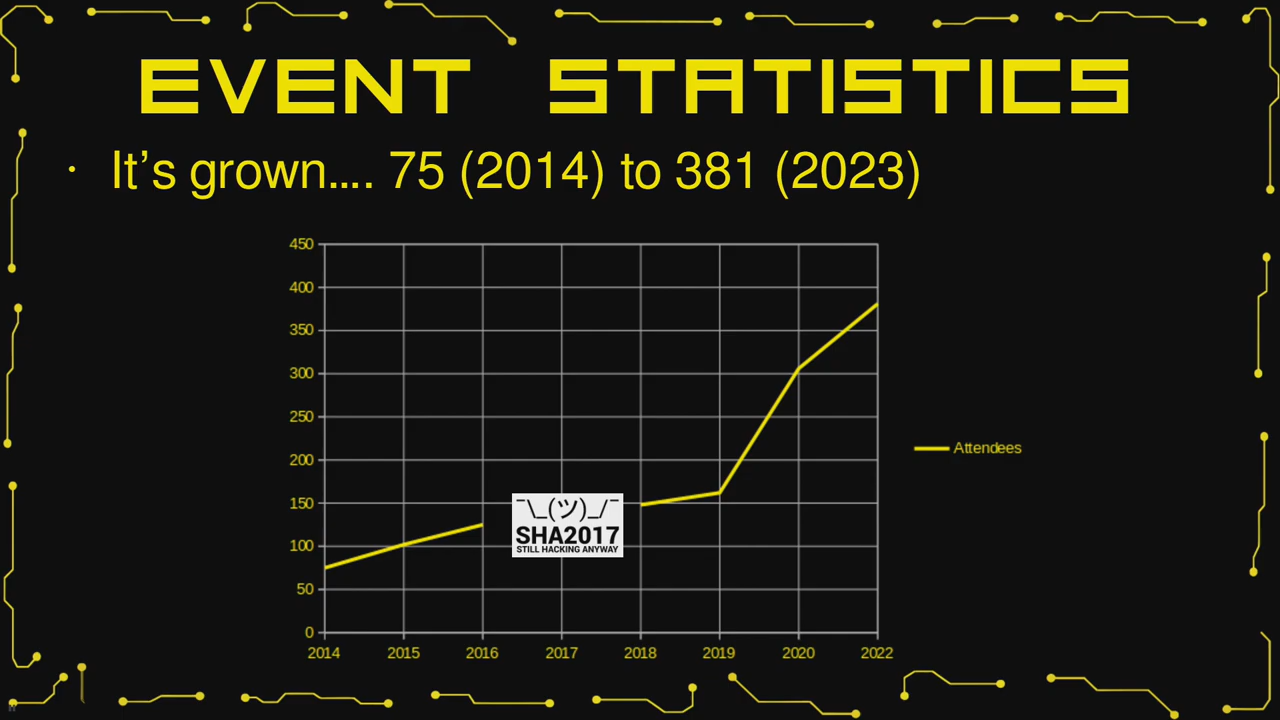 EVENT STATISTICS
· It’s grown.... 75 (2014) to 381 (2023)
450
400
350
300
250
200
150
100
50
0
¯\_(ツ)_/¯
SHA2017
STILL HACKING ANYWAY
Attendees
2014 2015 2016 2017 2018 2019 2020 2022